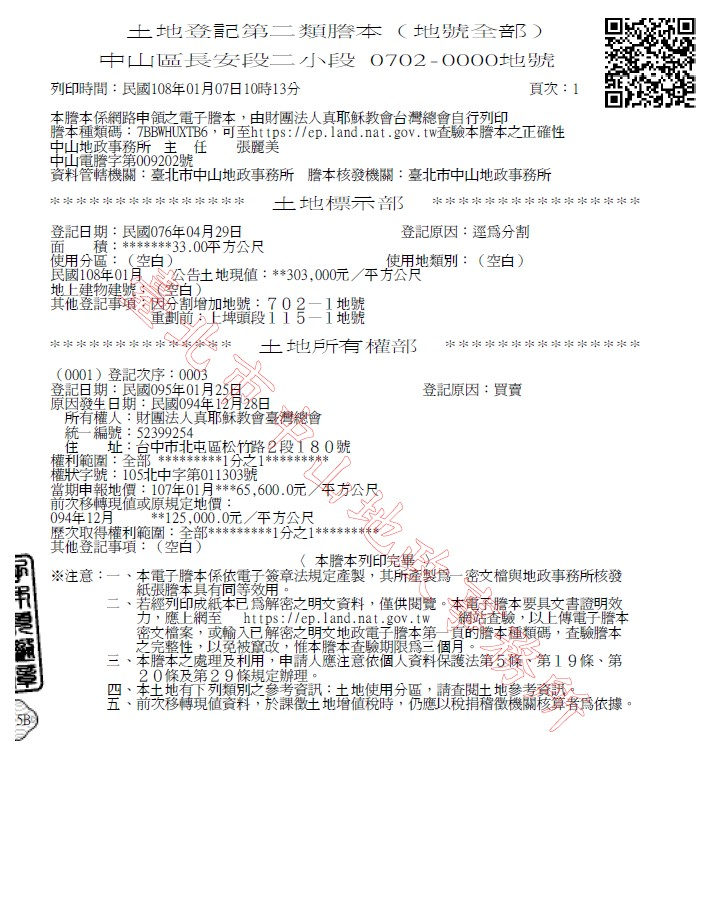 土地登記第二類謄本（地號全部）
中山區長安段二小段 0702-0000地號
列印時間：民國108年01月07日10時13分 頁次：1
本謄本係網路申領之電子謄本，由財團法人真耶穌教會台灣總會自行列印
謄本種類碼：7BBWHUXTB6，可至https://ep.land.nat.gov.tw查驗本謄本之正確性
中山地政事務所 主 任 張麗美
中山電謄字第009202號
資料管轄機關：臺北市中山地政事務所 謄本核發機關：臺北市中山地政事務所
*************** 土地標示部 ****************
登記日期：民國076年04月29日 登記原因：逕為分割
面 積：*******33.00平方公尺
使用分區：（空白） 使用地類別：（空白）
民國108年01月 公告土地現值：**303,000元／平方公尺
地上建物建號：（空白）
其他登記事項：因分割增加地號：７０２－１地號
重劃前：上埤頭段１１５－１地號
************** 土地所有權部 ***************
（0001）登記次序：0003
登記日期：民國095年01月25日 登記原因：買賣
原因發生日期：民國094年12月28日
所有權人：財團法人真耶穌教會臺灣總會
統一編號：52399254
住 址：台中市北屯區松竹路２段１８０號
權利範圍：全部 *********1分之1*********
權狀字號：105北中字第011303號
當期申報地價：107年01月***65,600.0元／平方公尺
前次移轉現值或原規定地價：
094年12月 **125,000.0元／平方公尺
歷次取得權利範圍：全部*********1分之1*********
其他登記事項：（空白）
〈 本謄本列印完畢
※注意：一、本電子謄本係依電子簽章法規定產製，其所產製為一密文檔與地政事務所核發
紙張謄本具有同等效用。
二、若經列印成紙本已為解密之明文資料，僅供閱覽。本電子謄本要具文書證明效
力，應上網至 https://ep.land.nat.gov.tw 網站查驗，以上傳電子謄本
密文檔案，或輸入已解密之明文地政電子謄本第一頁的謄本種類碼，查驗謄本
之完整性，以免被竄改，惟本謄本查驗期限為三個月。
三、本謄本之處理及利用，申請人應注意依個人資料保護法第５條、第１９條、第
２０條及第２９條規定辦理。
四、本土地有下列類別之參考資訊：土地使用分區，請查閱土地參考資訊。
五、前次移轉現值資料，於課徵土地增值稅時，仍應以稅捐稽徵機關核算者為依據。
臺北市中山地政事務所
5B